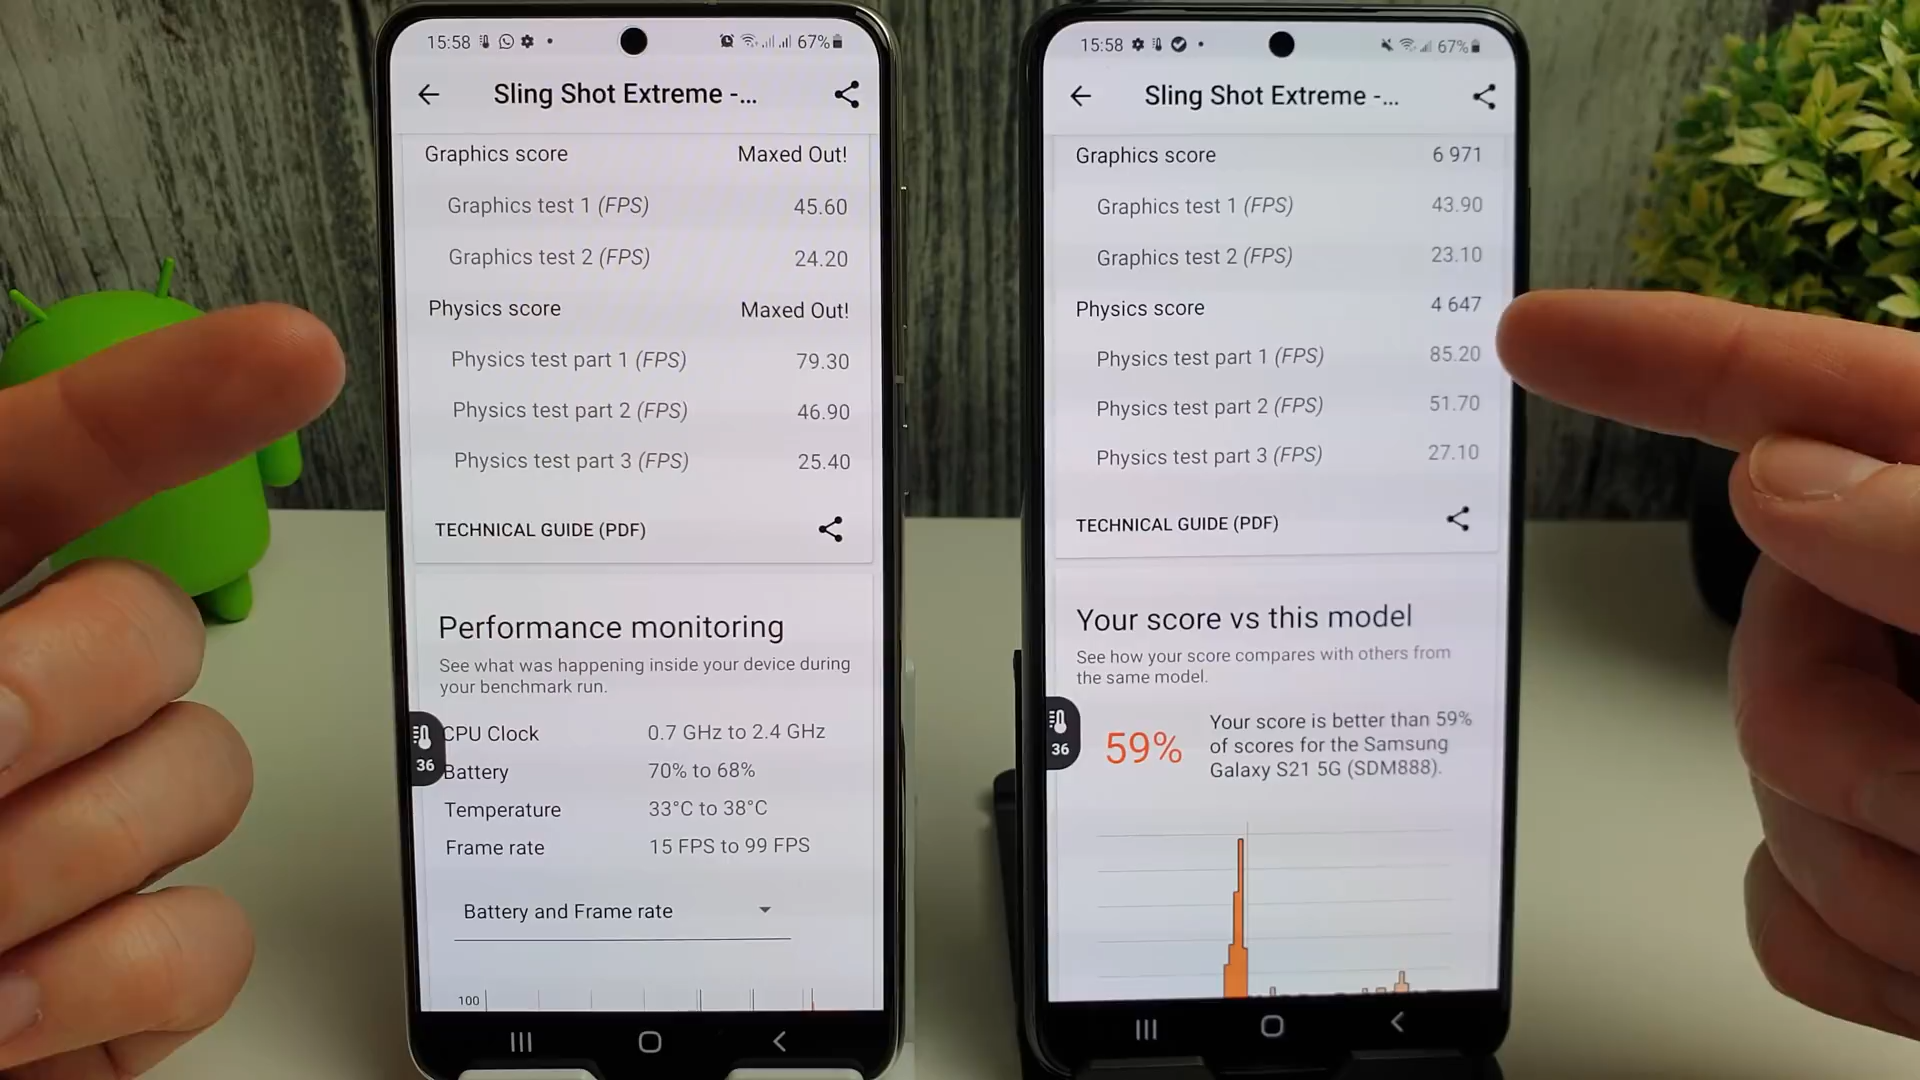 15:58
67%
Sling Shot Extreme -...
Graphics score Maxed Out!
Graphics test 1 (FPS) 45.60
Graphics test 2 (FPS) 24.20
Physics score Maxed Out!
Physics test part 1 (FPS) 79.30
Physics test part 2 (FPS) 46.90
Physics test part 3 (FPS) 25.40
TECHNICAL GUIDE (PDF)
Performance monitoring
See what was happening inside your device during
your benchmark run.
CPU Clock 0.7 GHz to 2.4 GHz
36
Battery 70% to 68%
Temperature 33°C to 38°C
Frame rate 15 FPS to 99 FPS
Battery and Frame rate
100
15:58
67%
Sling Shot Extreme -...
Graphics score 6 971
Graphics test 1 (FPS) 43.90
Graphics test 2 (FPS) 23.10
Physics score 4 647
Physics test part 1 (FPS) 85.20
Physics test part 2 (FPS) 51.70
Physics test part 3 (FPS) 27.10
TECHNICAL GUIDE (PDF)
Your score vs this model
See how your score compares with others from
the same model.
36
59%
Your score is better than 59%
of scores for the Samsung
Galaxy S21 5G (SDM888).